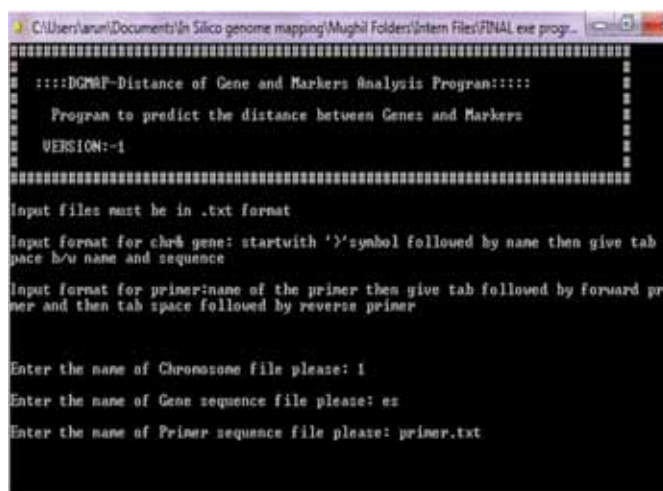 C:\Users\arun\Documents\In Silico genome mapping\Mughil Folders\Intern Files\FINAL exe progr...
::::DGMAP-Distance of Gene and Markers Analysis Program:::::
Program to predict the distance between Genes and Markers
VERSION:-1
Input files must be in .txt format
Input format for chr& gene: startwith '>'symbol followed by name then give tab
pace b/w name and sequence
Input format for primer:name of the primer then give tab followed by forward pr
mer and then tab space followed by reverse primer
Enter the name of Chromosome file please: 1
Enter the name of Gene sequence file please: es
Enter the name of Primer sequence file please: primer.txt